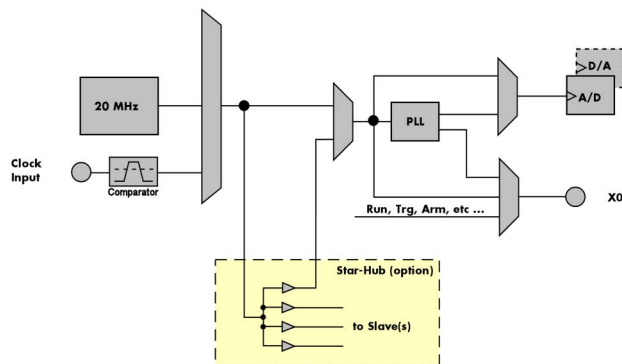 D/A
A/D
20 MHz
PLL
Clock
Input
Comparator
X0
Run, Trg, Arm, etc ...
Star-Hub (option)
to Slave(s)